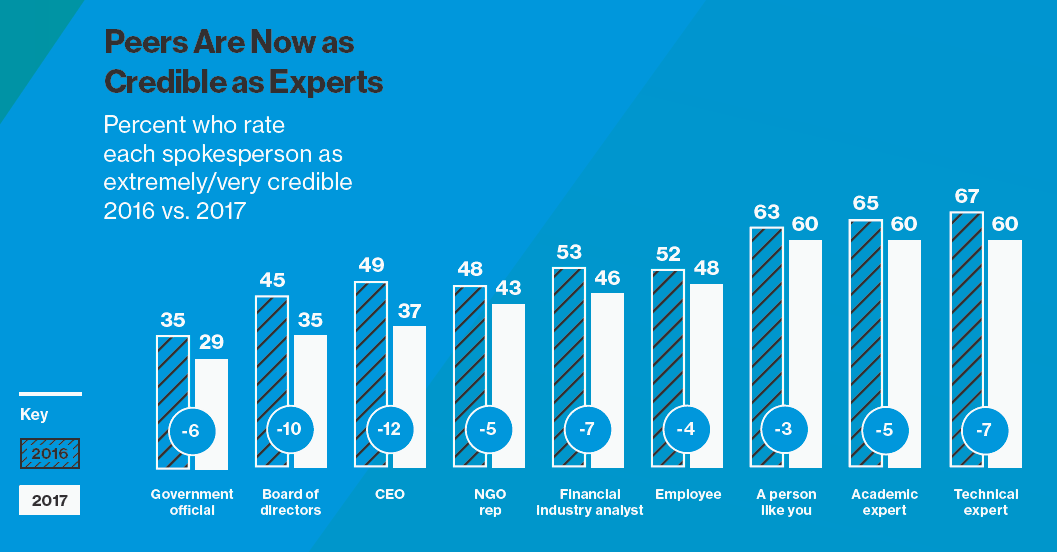 Peers Are Now as
Credible as Experts
Percent who rate
each spokesperson as
extremely/very credible
2016 vs. 2017
35
29
45
35
49
37
48
43
53
46
52
48
63
60
65
60
67
60
Key
2016
2017
-6
-10
-12
-5
-7
-4
-3
-5
-7
Government
official
Board of
directors
CEO
NGO
rep
Financial
industry analyst
Employee
A person
like you
Academic
expert
Technical
expert